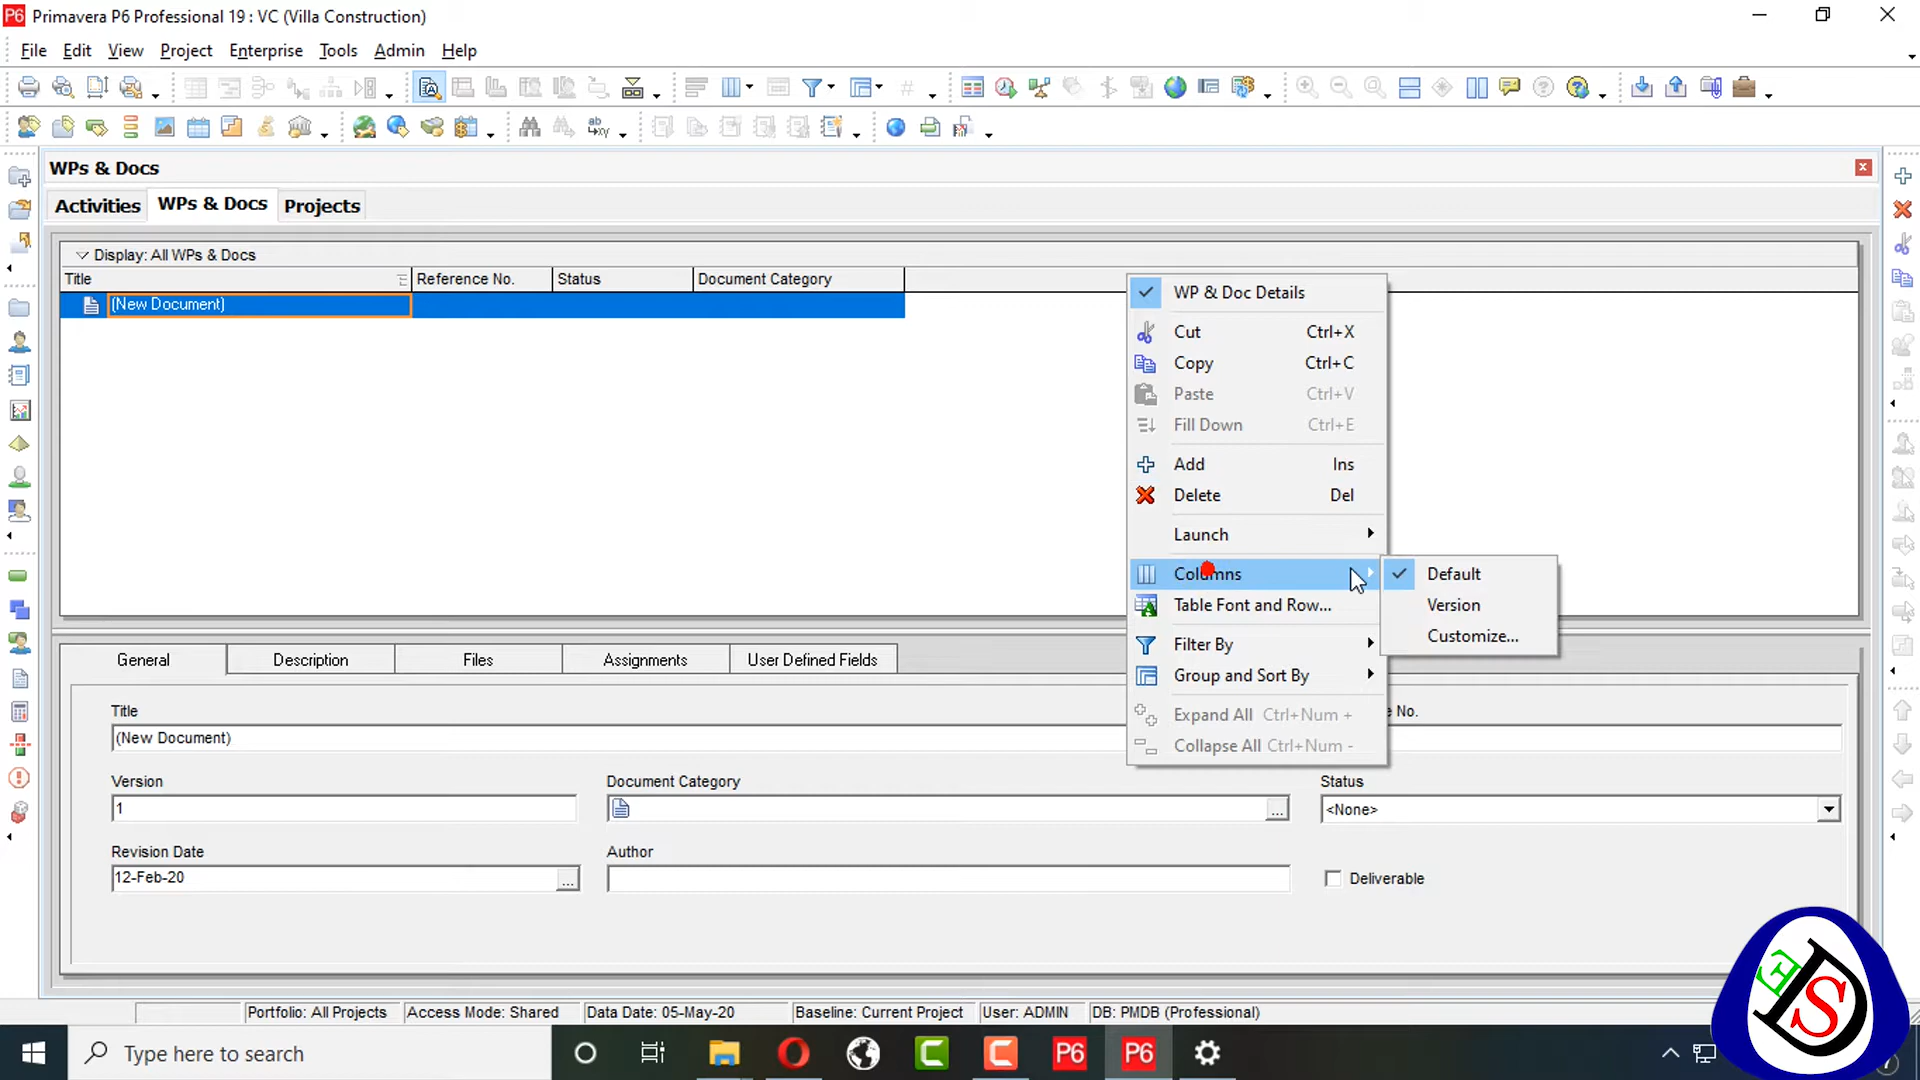 P6 Primavera P6 Professional 19 : VC (Villa Construction)
File Edit View Project Enterprise Tools Admin Help
WPs & Docs
Activities WPs & Docs Projects
Display: All WPs & Docs
Title Reference No. Status Document Category
(New Document)
WP & Doc Details
Cut Ctrl+X
Copy Ctrl+C
Paste Ctrl+V
Fill Down Ctrl+E
Add Ins
Delete Del
Launch
Columns
Table Font and Row...
Filter By
Group and Sort By
Expand All Ctrl+Num +
Collapse All Ctrl+Num -
Default
Version
Customize...
General Description Files Assignments User Defined Fields
Title
(New Document)
No.
Version
1
Document Category
...
Status
<None>
Revision Date
12-Feb-20
...
Author
Deliverable
Portfolio: All Projects Access Mode: Shared Data Date: 05-May-20 Baseline: Current Project User: ADMIN DB: PMDB (Professional)
Type here to search
P6 P6
E S